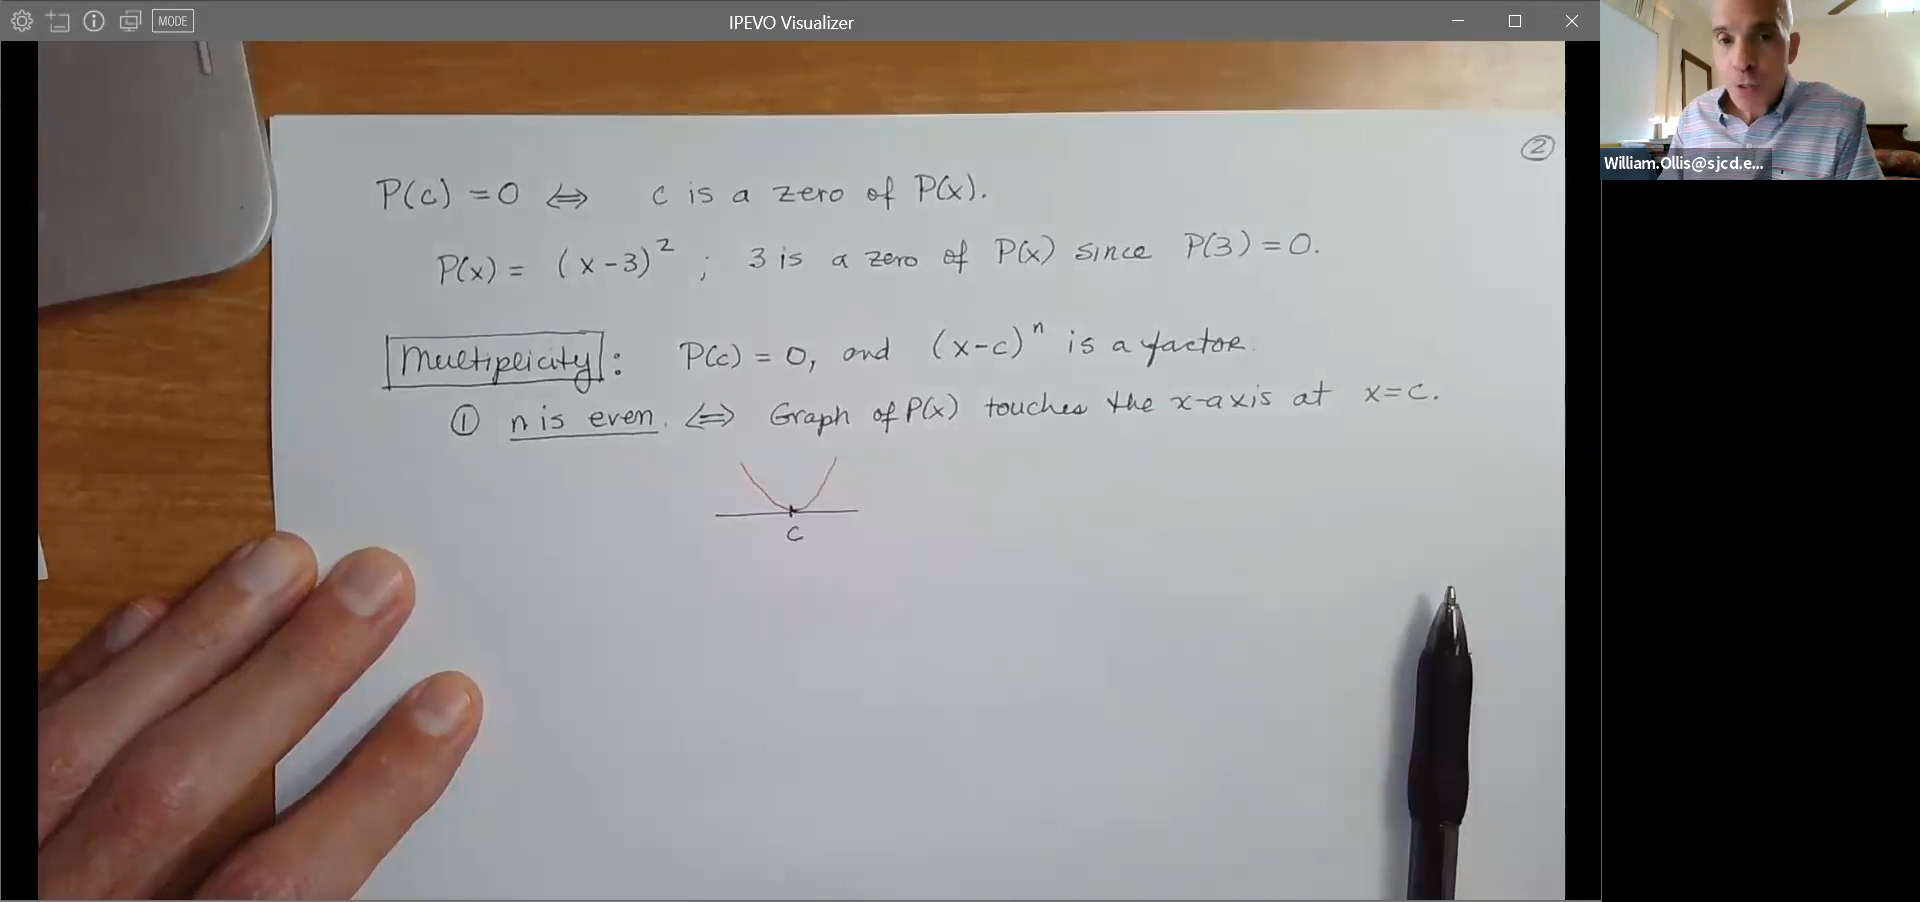 MODE
IPEVO Visualizer
William.Ollis@sjcd.e...
②
P(c) = 0 ⇔ c is a zero of P(x).
P(x) = (x-3)² ; 3 is a zero of P(x) since P(3) = 0.
Multiplicity : P(c) = 0, and (x-c)ⁿ is a factor.
① n is even. ⇔ Graph of P(x) touches the x-axis at x=c.
c